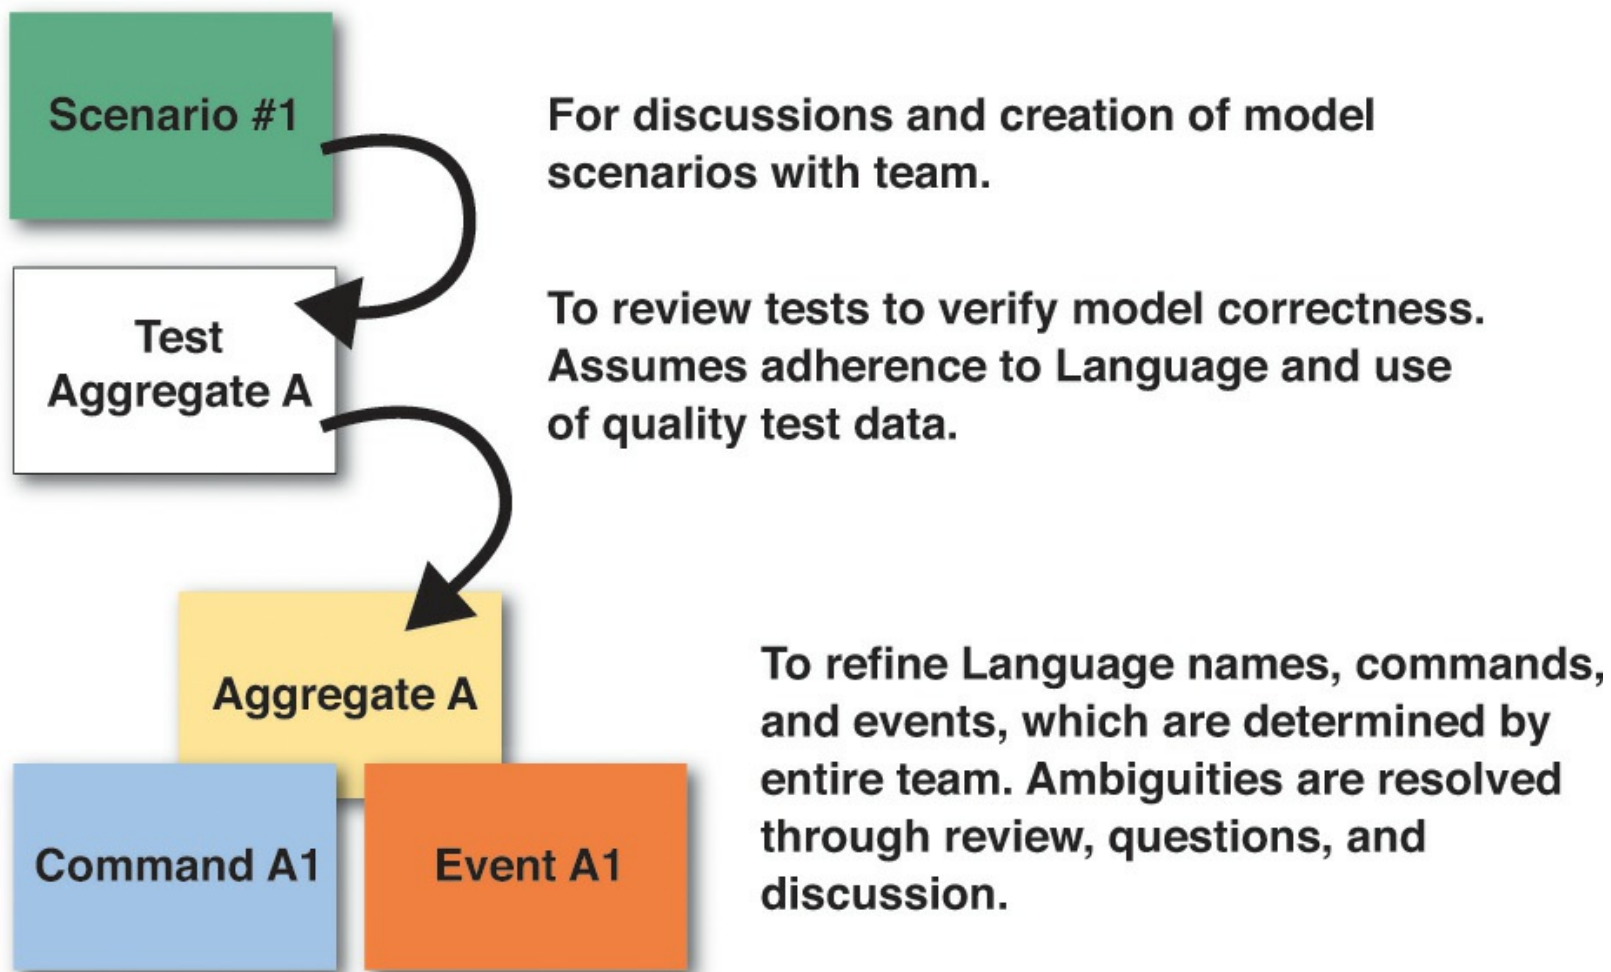 Scenario #1
For discussions and creation of model
scenarios with team.
Test
Aggregate A
To review tests to verify model correctness.
Assumes adherence to Language and use
of quality test data.
Aggregate A
Command A1
Event A1
To refine Language names, commands,
and events, which are determined by
entire team. Ambiguities are resolved
through review, questions, and
discussion.